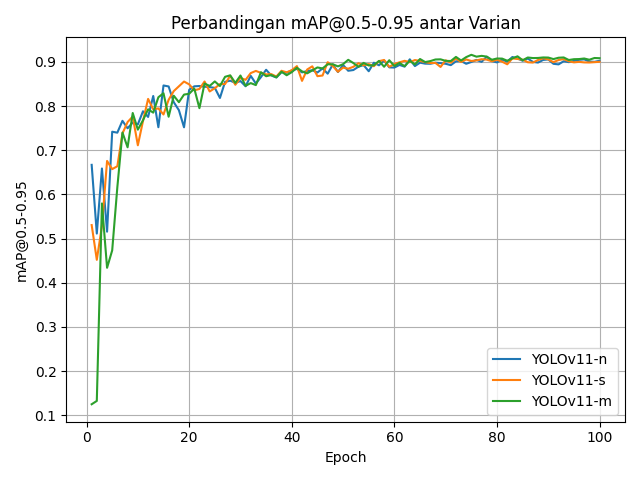 Perbandingan mAP@0.5-0.95 antar Varian
mAP@0.5-0.95
0.9
0.8
0.7
0.6
0.5
0.4
0.3
0.2
0.1
YOLOv11-n
YOLOv11-s
YOLOv11-m
0 20 40 60 80 100
Epoch